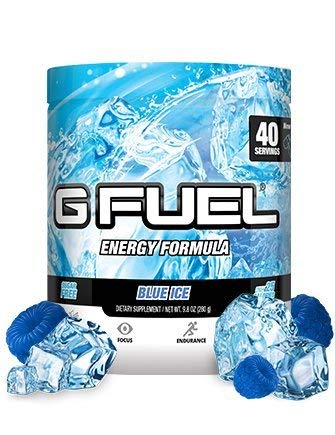 40
SERVINGS
G FUEL®
ENERGY FORMULA
BLUE ICE
SUGAR
FREE
DIETARY SUPPLEMENT / NET WT. 9.8 OZ (280 g)
FOCUS
ENDURANCE